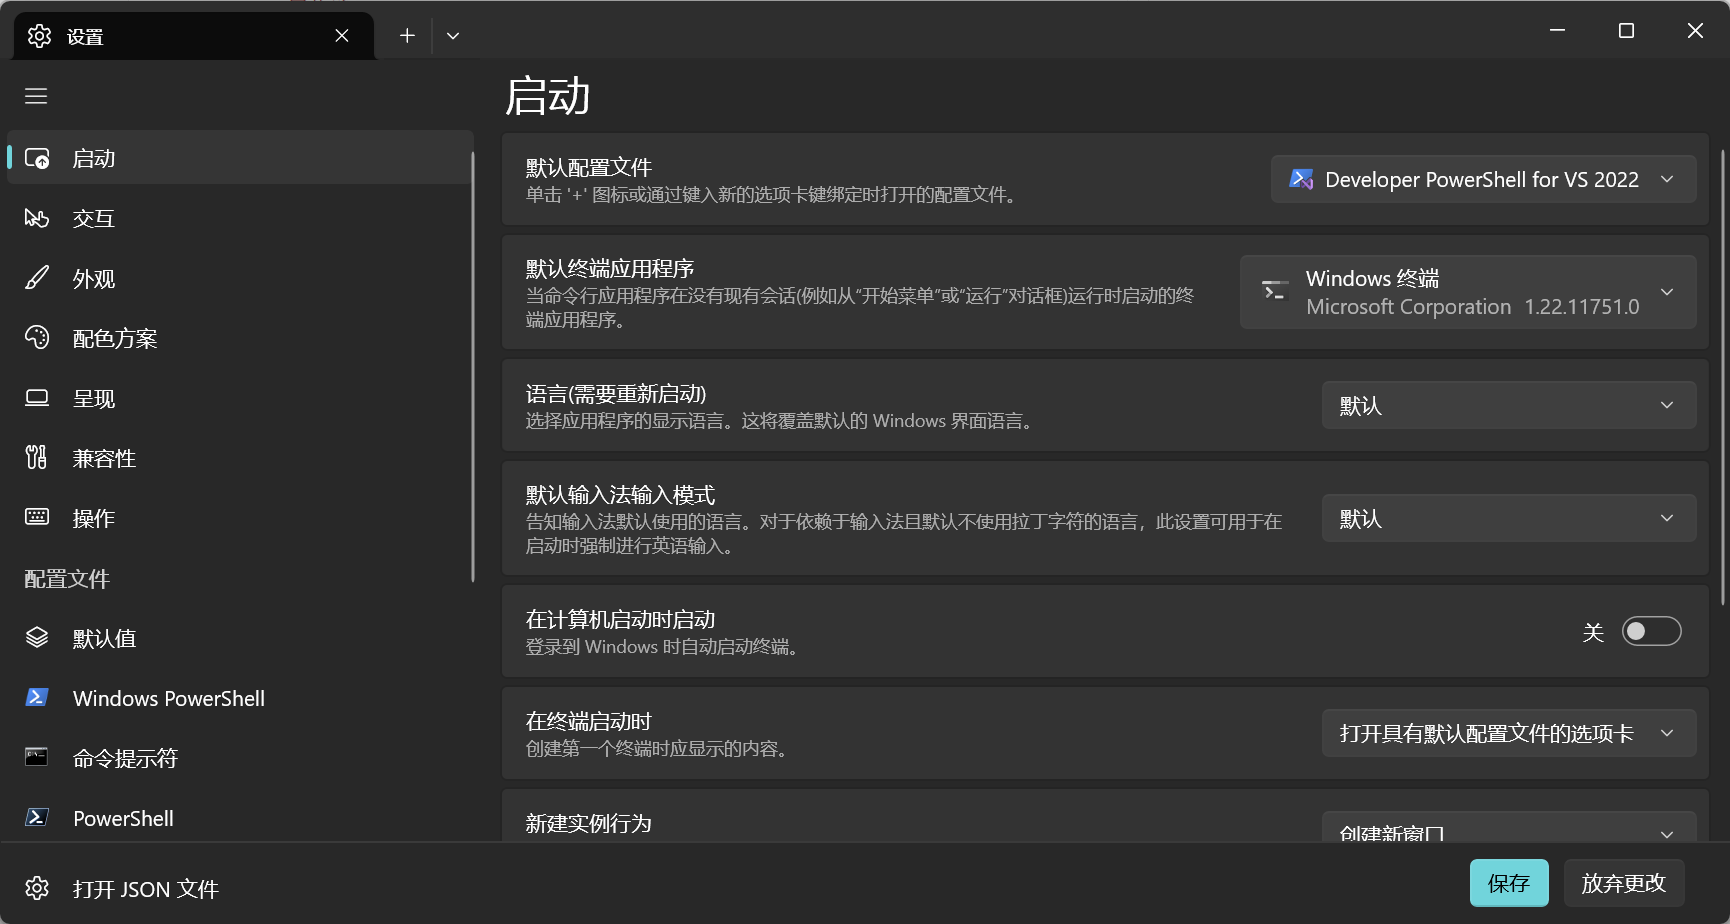 设置
启动
交互
外观
配色方案
呈现
兼容性
操作
配置文件
默认值
Windows PowerShell
命令提示符
PowerShell
打开 JSON 文件
启动
默认配置文件
单击 '+' 图标或通过键入新的选项卡键绑定时打开的配置文件。
Developer PowerShell for VS 2022
默认终端应用程序
当命令行应用程序在没有现有会话(例如从“开始菜单”或“运行”对话框)运行时启动的终
端应用程序。
Windows 终端
Microsoft Corporation 1.22.11751.0
语言(需要重新启动)
选择应用程序的显示语言。这将覆盖默认的 Windows 界面语言。
默认
默认输入法输入模式
告知输入法默认使用的语言。对于依赖于输入法且默认不使用拉丁字符的语言，此设置可用于在
启动时强制进行英语输入。
默认
在计算机启动时启动
登录到 Windows 时自动启动终端。
关
在终端启动时
创建第一个终端时应显示的内容。
打开具有默认配置文件的选项卡
新建实例行为
创建新窗口
保存
放弃更改